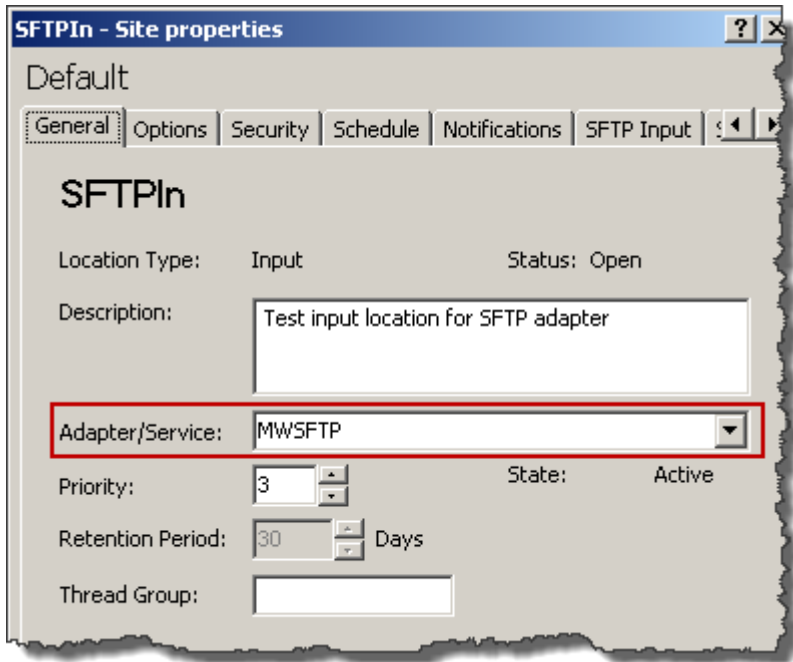 SFTPIn - Site properties
Default
General Options Security Schedule Notifications SFTP Input
SFTPIn
Location Type: Input Status: Open
Description: Test input location for SFTP adapter
Adapter/Service: MWSFTP
Priority: 3 State: Active
Retention Period: 30 Days
Thread Group: